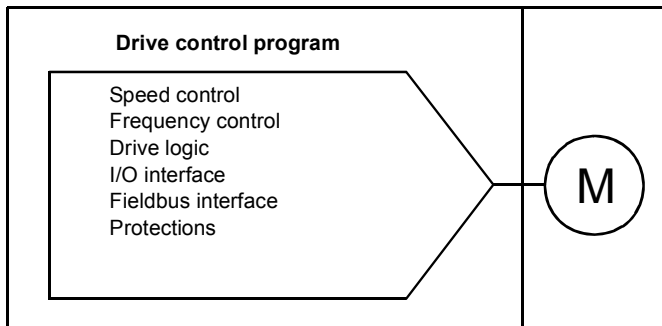 Drive control program
Speed control
Frequency control
Drive logic
I/O interface
Fieldbus interface
Protections
M